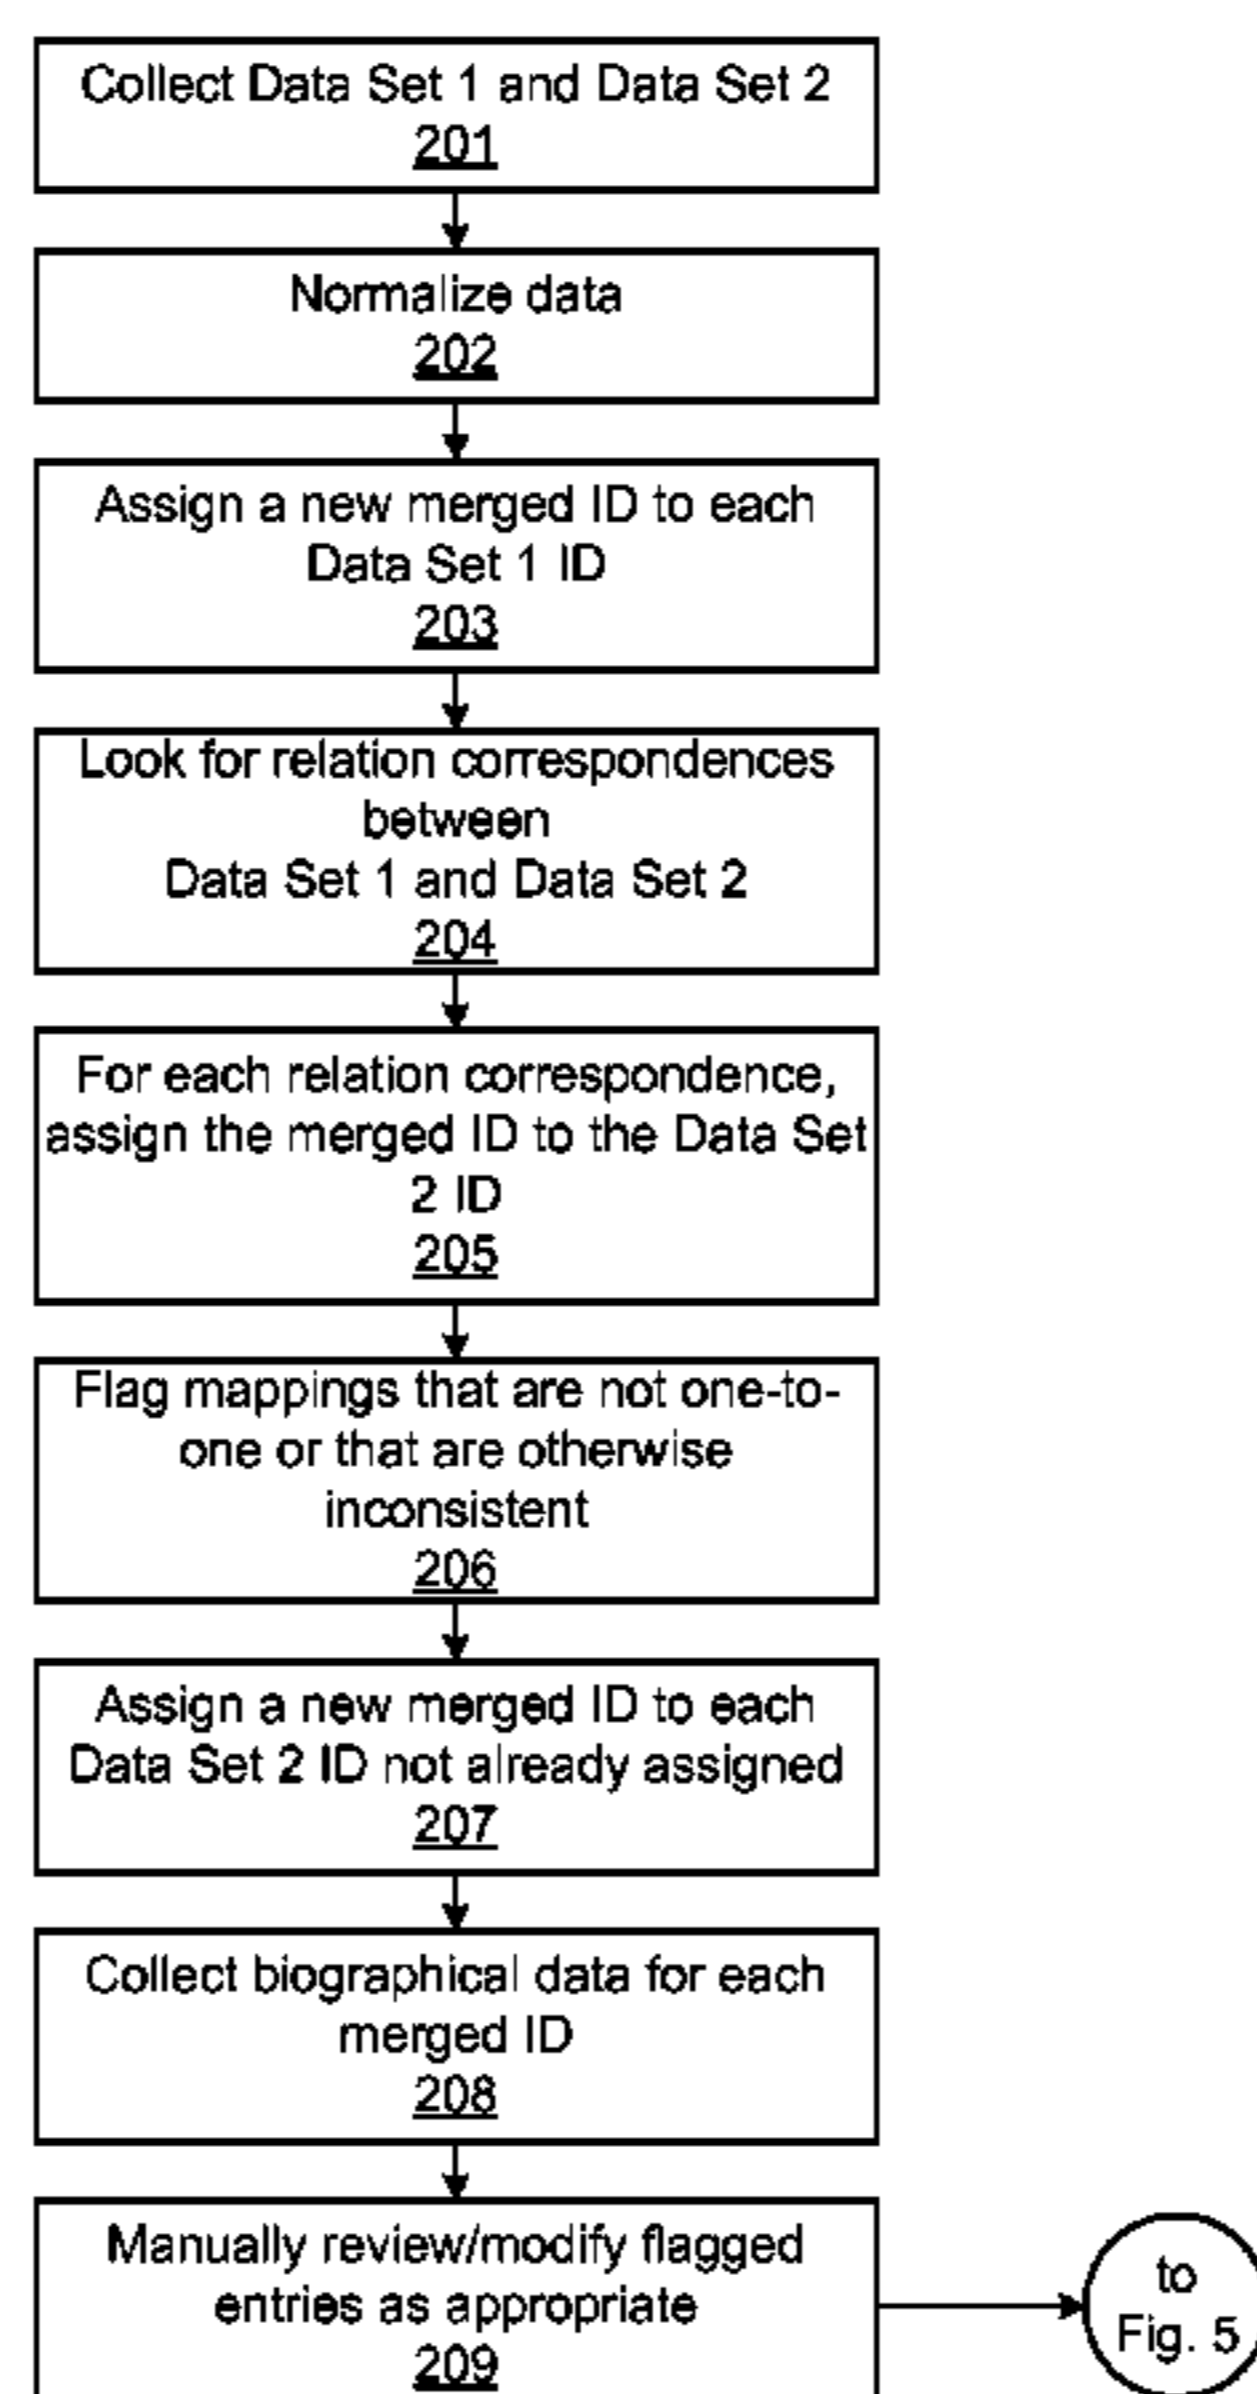 Collect Data Set 1 and Data Set 2
201
Normalize data
202
Assign a new merged ID to each
Data Set 1 ID
203
Look for relation correspondences
between
Data Set 1 and Data Set 2
204
For each relation correspondence,
assign the merged ID to the Data Set
2 ID
205
Flag mappings that are not one-to-
one or that are otherwise
inconsistent
206
Assign a new merged ID to each
Data Set 2 ID not already assigned
207
Collect biographical data for each
merged ID
208
Manually review/modify flagged
entries as appropriate
209
to
Fig. 5